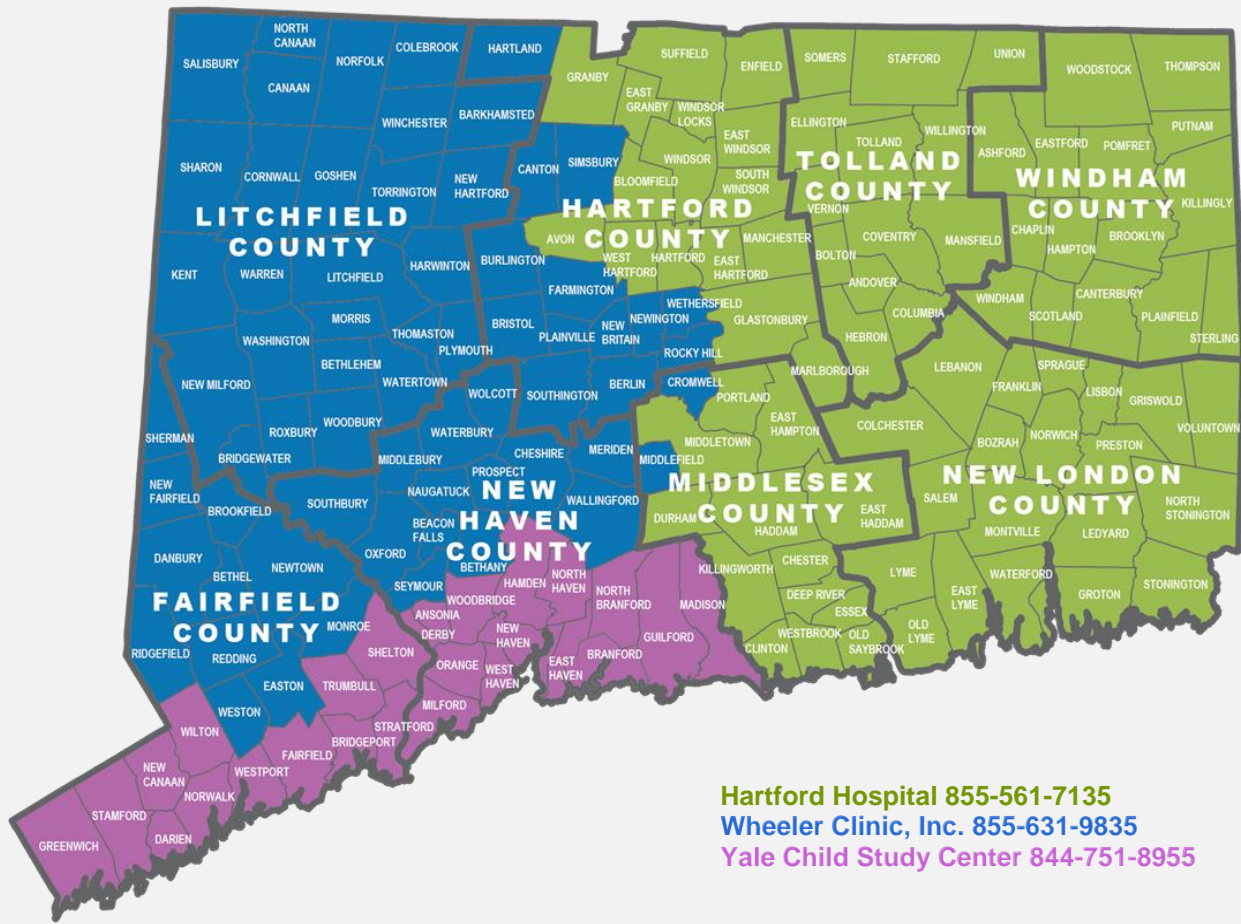 NORTH
CANAAN
COLEBROOK
HARTLAND
SALISBURY
NORFOLK
CANAAN
SUFFIELD
ENFIELD
SOMERS
STAFFORD
UNION
WOODSTOCK
THOMPSON
GRANBY
EAST
GRANBY
WINDSOR
LOCKS
BARKHAMSTED
WINCHESTER
EAST
WINDSOR
ELLINGTON
TOLLAND
WILLINGTON
PUTNAM
ASHFORD
EASTFORD
POMFRET
SHARON
CORNWALL
GOSHEN
TORRINGTON
NEW
HARTFORD
CANTON
SIMSBURY
WINDSOR
BLOOMFIELD
SOUTH
WINDSOR
TOLLAND
COUNTY
WINDHAM
COUNTY
LITCHFIELD
COUNTY
HARTFORD
COUNTY
VERNON
KILLINGLY
CHAPLIN
HAMPTON
BROOKLYN
AVON
WEST
HARTFORD
HARTFORD
EAST
HARTFORD
MANCHESTER
BOLTON
COVENTRY
MANSFIELD
KENT
WARREN
LITCHFIELD
HARWINTON
BURLINGTON
FARMINGTON
ANDOVER
COLUMBIA
WINDHAM
SCOTLAND
CANTERBURY
PLAINFIELD
STERLING
WASHINGTON
MORRIS
BETHLEHEM
THOMASTON
PLYMOUTH
WATERTOWN
BRISTOL
PLAINVILLE
NEW
BRITAIN
NEWINGTON
WETHERSFIELD
ROCKY HILL
GLASTONBURY
HEBRON
MARLBOROUGH
LEBANON
FRANKLIN
SPRAGUE
LISBON
GRISWOLD
VOLUNTOWN
NEW MILFORD
ROXBURY
WOODBURY
BRIDGEWATER
SHERMAN
WOLCOTT
SOUTHINGTON
BERLIN
CROMWELL
PORTLAND
EAST
HAMPTON
COLCHESTER
BOZRAH
NORWICH
PRESTON
WATERBURY
MIDDLEBURY
CHESHIRE
MERIDEN
MIDDLETOWN
MIDDLEFIELD
NEW
FAIRFIELD
BROOKFIELD
SOUTHBURY
NAUGATUCK
PROSPECT
WALLINGFORD
NEW
HAVEN
COUNTY
MIDDLESEX
COUNTY
NEW LONDON
COUNTY
DURHAM
HADDAM
EAST
HADDAM
SALEM
MONTVILLE
LEDYARD
NORTH
STONINGTON
DANBURY
BETHEL
NEWTOWN
OXFORD
BEACON
FALLS
BETHANY
SEYMOUR
HAMDEN
NORTH
HAVEN
NORTH
BRANFORD
KILLINGWORTH
CHESTER
DEEP RIVER
ESSEX
LYME
EAST
LYME
WATERFORD
GROTON
STONINGTON
FAIRFIELD
COUNTY
MONROE
WOODBRIDGE
ANSONIA
DERBY
NEW
HAVEN
MADISON
GUILFORD
BRANFORD
EAST
HAVEN
CLINTON
WESTBROOK
OLD
SAYBROOK
OLD
LYME
RIDGEFIELD
REDDING
SHELTON
ORANGE
WEST
HAVEN
MILFORD
EASTON
WESTON
TRUMBULL
STRATFORD
BRIDGEPORT
FAIRFIELD
WILTON
WESTPORT
NEW
CANAAN
NORWALK
STAMFORD
DARIEN
GREENWICH
Hartford Hospital 855-561-7135
Wheeler Clinic, Inc. 855-631-9835
Yale Child Study Center 844-751-8955